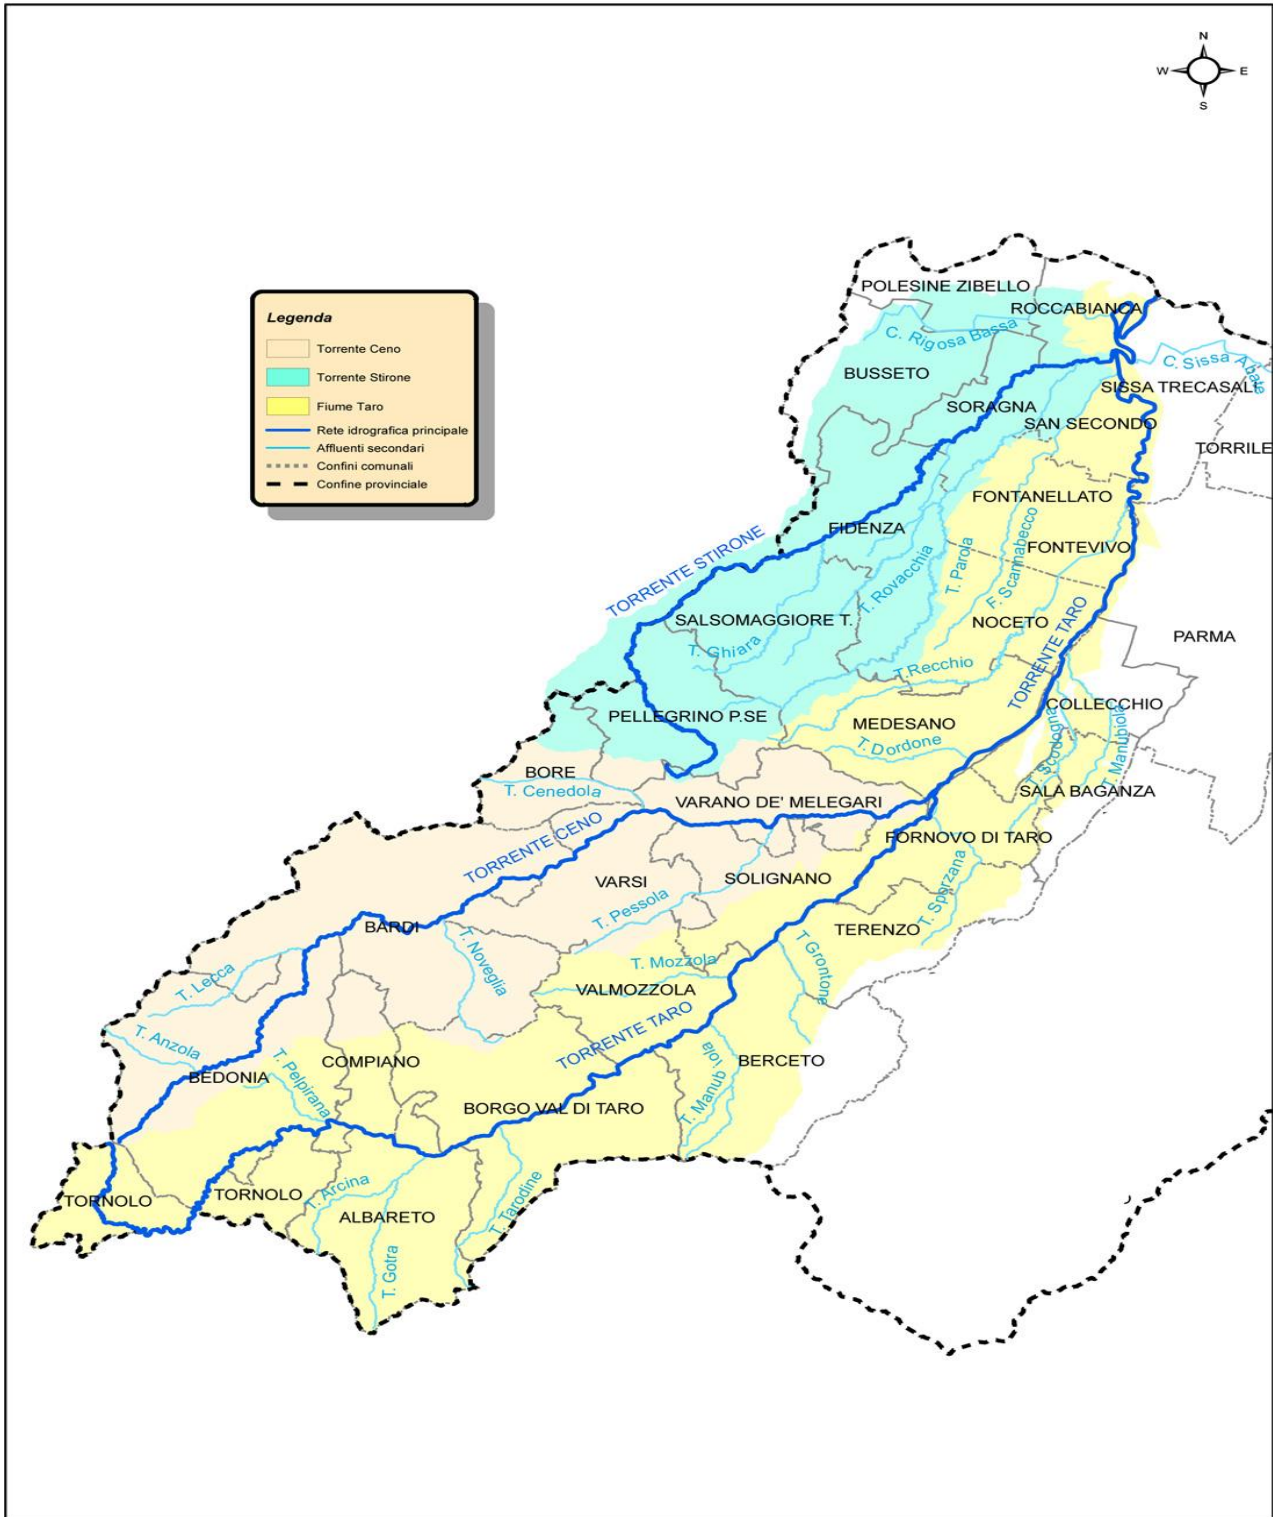 N
W E
S
POLESINE ZIBELLO
ROCCABIANCA
C. Rigosa Bassa
Legenda
Torrente Ceno
Torrente Stirone
Fiume Taro
Rete idrografica principale
Affluenti secondari
Confini comunali
Confine provinciale
C. Sissa Abate
BUSSETO
SISSA TRECASALI
SORAGNA
SAN SECONDO
TORRILE
FONTANELLATO
FIDENZA
FONTEVIVO
TORRENTE STIRONE
T. Rovacchia
T. Parola
F. Scannabecco
SALSOMAGGIORE T.
NOCETO
PARMA
T. Ghiara
TORRENTE TARO
T.Recchio
COLLECCHIO
PELLEGRINO P.SE
MEDESANO
T. Dordone
T. Scodogna
T. Manubiola
BORE
T. Cenedola
SALA BAGANZA
VARANO DE' MELEGARI
TORRENTE CENO
FORNOVO DI TARO
VARSI
SOLIGNANO
T. Sporzana
T. Pessola
BARDI
TERENZO
T. Noveglia
T. Mozzola
T Grontone
T. Lecca
VALMOZZOLA
TORRENTE TARO
T. Anzola
BEDONIA
T. Pelpirana
COMPIANO
BERCETO
T. Manub iola
BORGO VAL DI TARO
TORNOLO
TORNOLO
T. Arcina
ALBARETO
T. Tarodine
T. Gotra